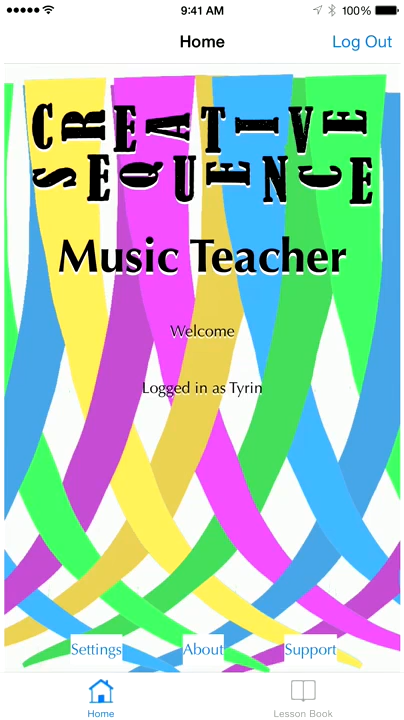 9:41 AM 100%
Home Log Out
CREATIVE
SEQUENCE
Music Teacher
Welcome
Logged in as Tyrin
Settings About Support
Home Lesson Book